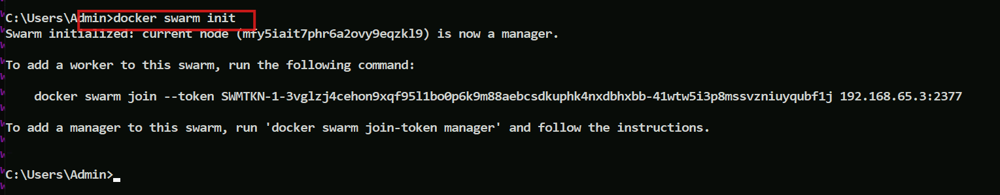 C:\Users\Admin>docker swarm init
Swarm initialized: current node (mfy5iait7phr6a2ovy9eqzkl9) is now a manager.
To add a worker to this swarm, run the following command:
docker swarm join --token SWMTKN-1-3vglzj4cehon9xqf95l1bo0p6k9m88aebcsdkuphk4nxdbhxbb-41wtw5i3p8mssvzniuyqubf1j 192.168.65.3:2377
To add a manager to this swarm, run 'docker swarm join-token manager' and follow the instructions.
C:\Users\Admin>